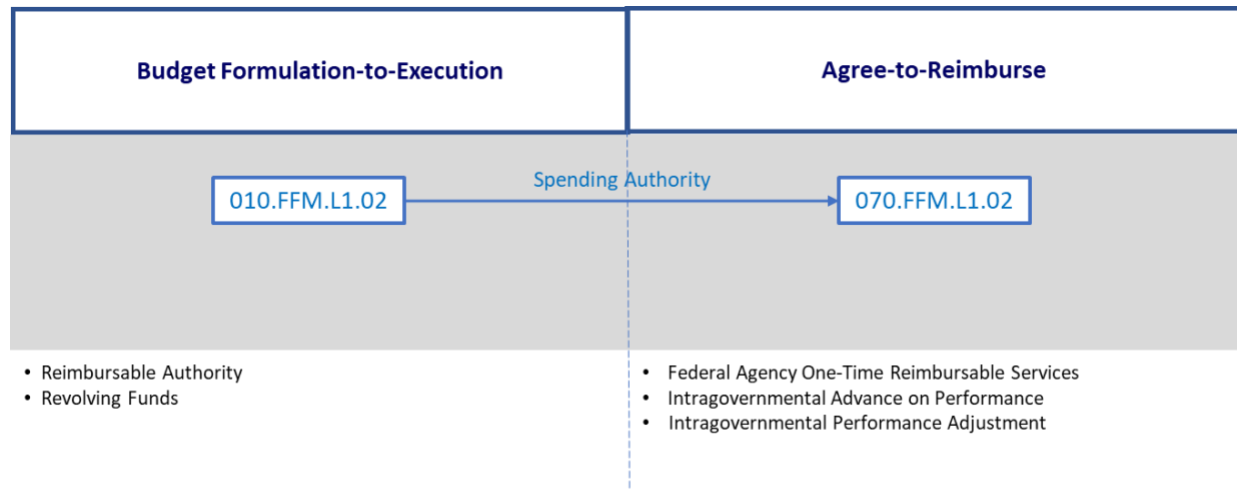 Budget Formulation-to-Execution
Agree-to-Reimburse
Spending Authority
010.FFM.L1.02
070.FFM.L1.02
• Reimbursable Authority
• Revolving Funds
• Federal Agency One-Time Reimbursable Services
• Intragovernmental Advance on Performance
• Intragovernmental Performance Adjustment